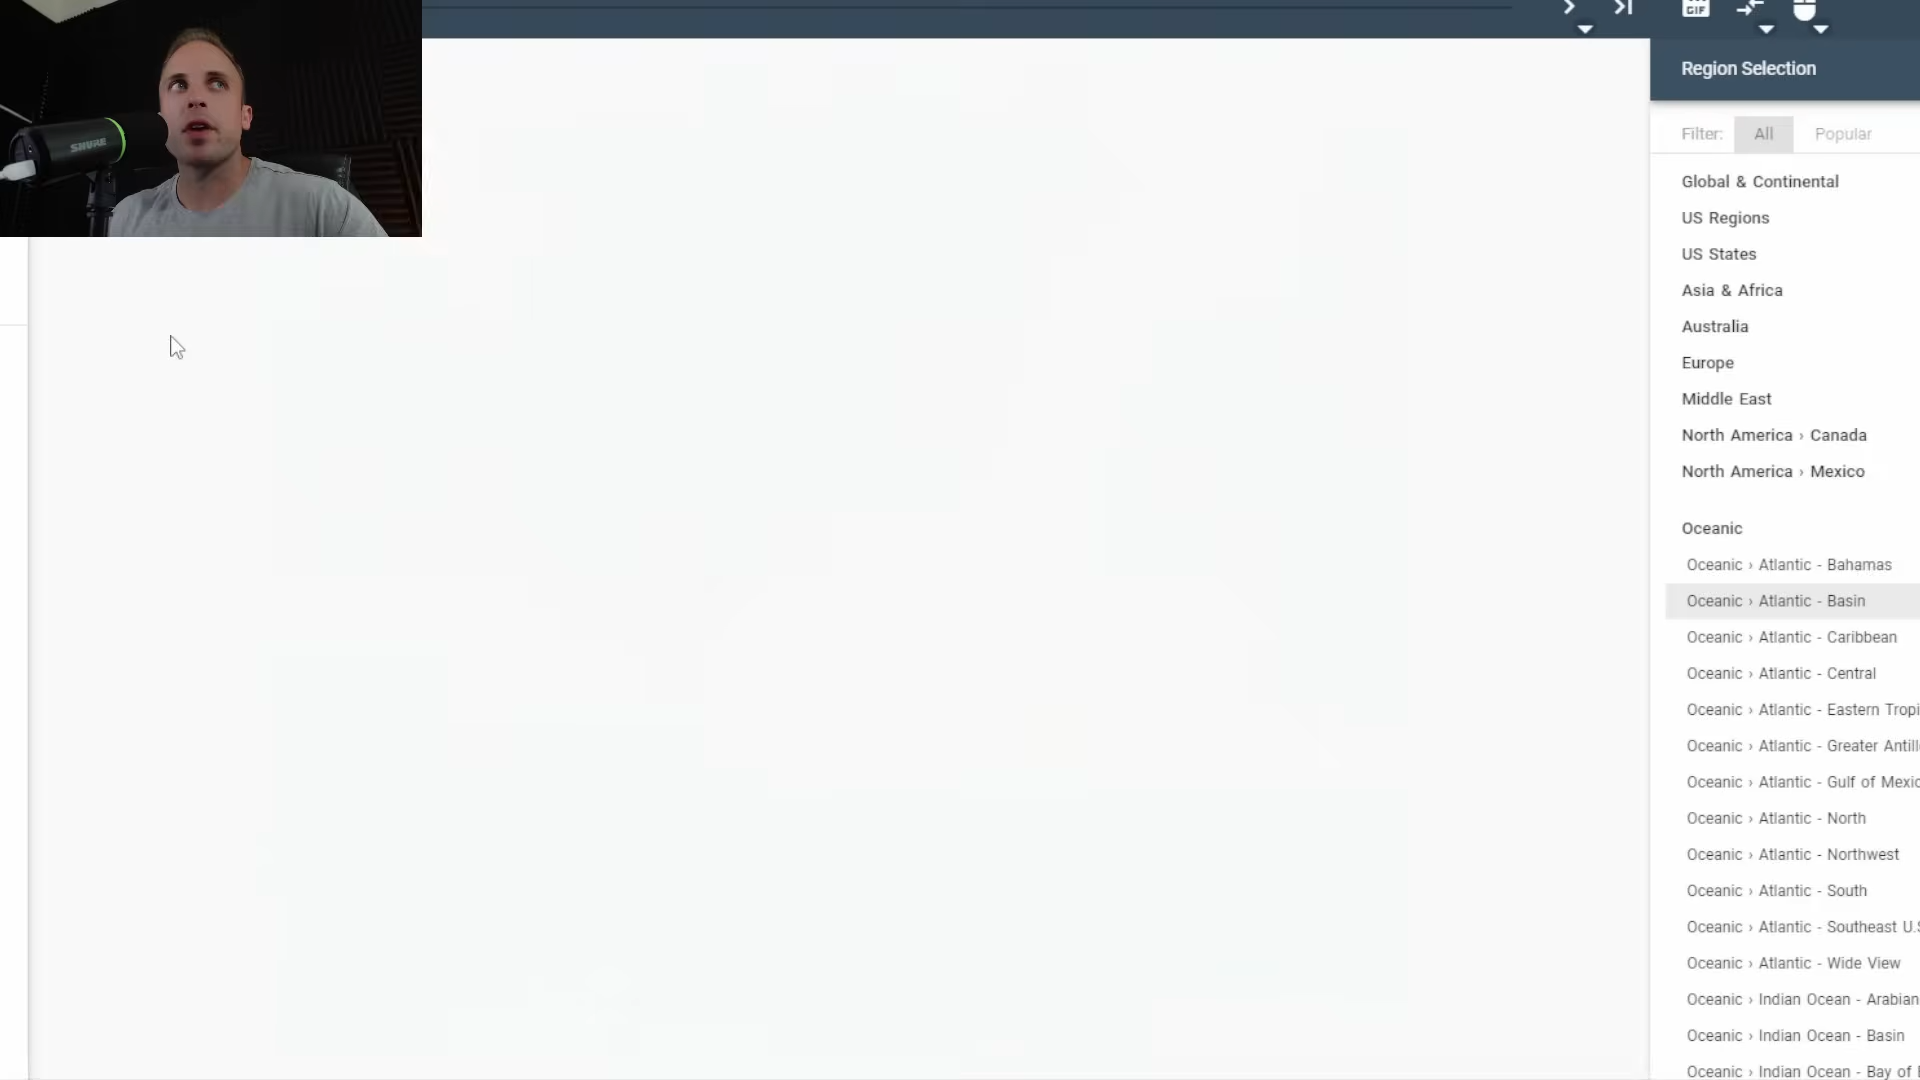 GIF
SHURE
Region Selection
Filter: All Popular
Global & Continental
US Regions
US States
Asia & Africa
Australia
Europe
Middle East
North America › Canada
North America › Mexico
Oceanic
Oceanic › Atlantic - Bahamas
Oceanic › Atlantic - Basin
Oceanic › Atlantic - Caribbean
Oceanic › Atlantic - Central
Oceanic › Atlantic - Eastern Tropi
Oceanic › Atlantic - Greater Antill
Oceanic › Atlantic - Gulf of Mexic
Oceanic › Atlantic - North
Oceanic › Atlantic - Northwest
Oceanic › Atlantic - South
Oceanic › Atlantic - Southeast U.S
Oceanic › Atlantic - Wide View
Oceanic › Indian Ocean - Arabian
Oceanic › Indian Ocean - Basin
Oceanic › Indian Ocean - Bay of